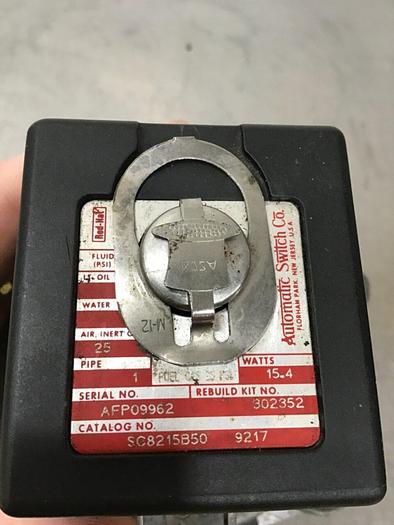 Red-Hat
Automatic Switch Co.
FLORHAM PARK, NEW JERSEY U.S.A.
FLUID
(PSI)
OIL
WATER
AIR, INERT
25
PIPE
1
WATTS
15.4
SERIAL NO.
AFP09962
REBUILD KIT NO.
302352
CATALOG NO.
SC8215B50 9217
ASCO
M-12